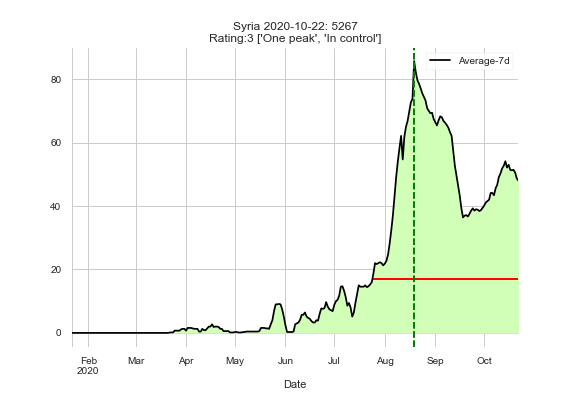 Syria 2020-10-22: 5267
Rating:3 ['One peak', 'In control']
Average-7d
80
60
40
20
0
Feb Mar Apr May Jun Jul Aug Sep Oct
2020
Date